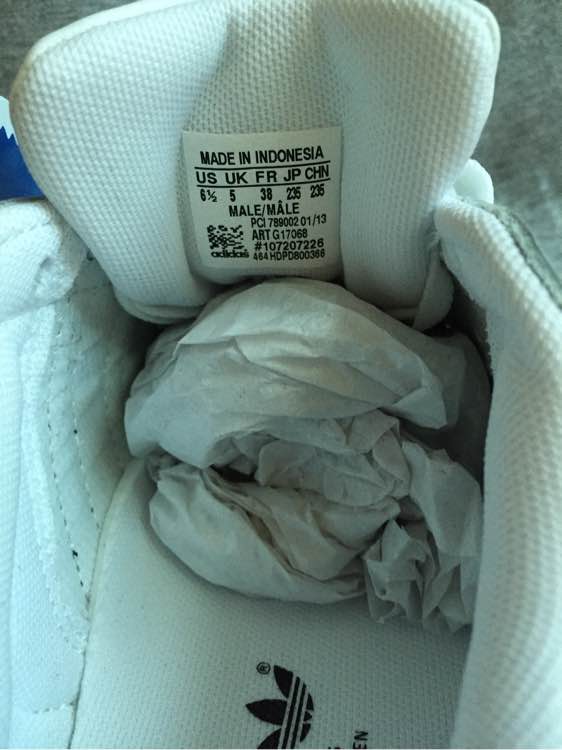 MADE IN INDONESIA
US UK FR JP CHN
6½ 5 38 235 235
MALE/MÂLE
PCI 789002 01/13
ART G17068
#107207226
adidas 464 HDPD800366
®